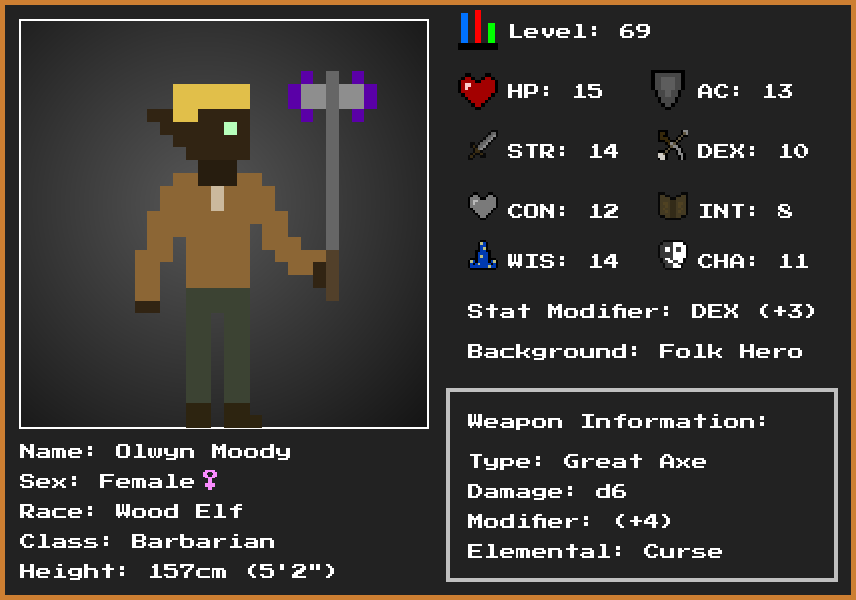 Level: 69
HP: 15
AC: 13
STR: 14
DEX: 10
CON: 12
INT: 8
WIS: 14
CHA: 11
Stat Modifier: DEX (+3)
Background: Folk Hero
Weapon Information:
Type: Great Axe
Damage: d6
Modifier: (+4)
Elemental: Curse
Name: Olwyn Moody
Sex: Female♀
Race: Wood Elf
Class: Barbarian
Height: 157cm (5'2")